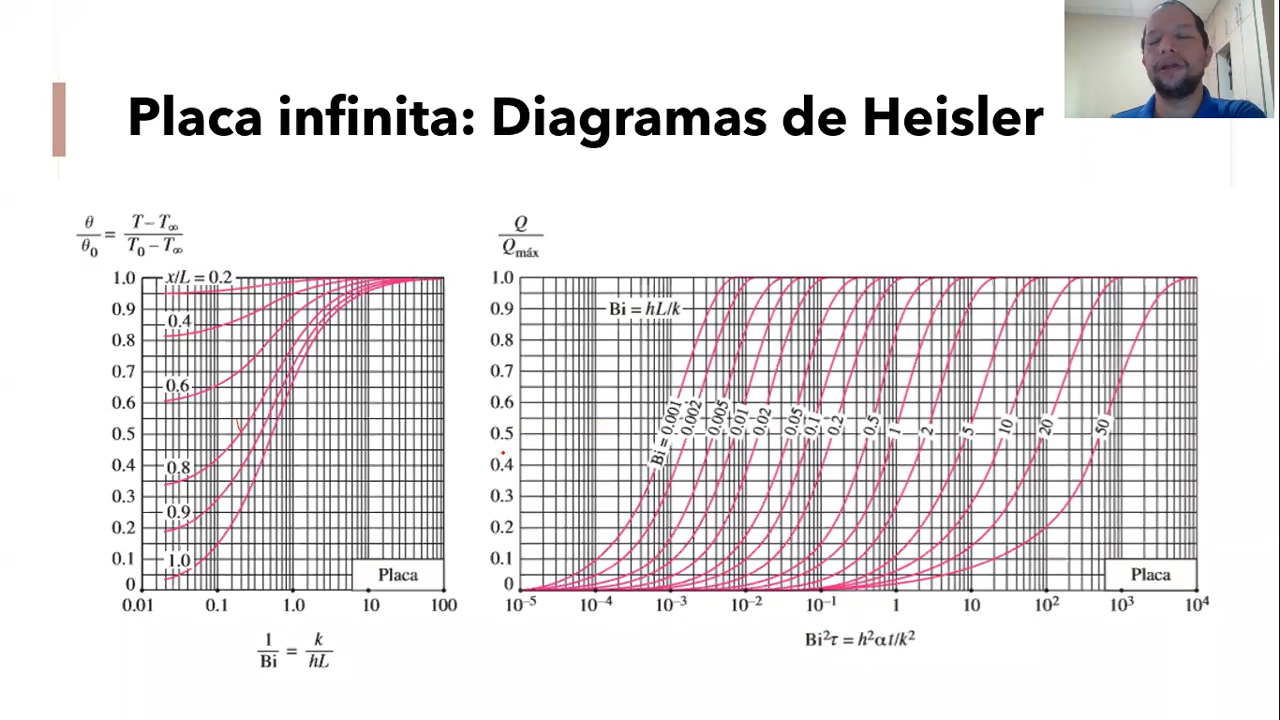 Placa infinita: Diagramas de Heisler
θ/θ₀ = (T − T∞)/(T₀ − T∞)
1.0
0.9
0.8
0.7
0.6
0.5
0.4
0.3
0.2
0.1
0
x/L = 0.2
0.4
0.6
0.8
0.9
1.0
Placa
0.01 0.1 1.0 10 100
1/Bi = k/hL
Q/Qmáx
1.0
0.9
0.8
0.7
0.6
0.5
0.4
0.3
0.2
0.1
0
Bi = hL/k
Bi = 0.001 0.002 0.005 0.01 0.02 0.05 0.1 0.2 0.5 1 2 5 10 20 50
Placa
10⁻⁵ 10⁻⁴ 10⁻³ 10⁻² 10⁻¹ 1 10 10² 10³ 10⁴
Bi²τ = h²αt/k²